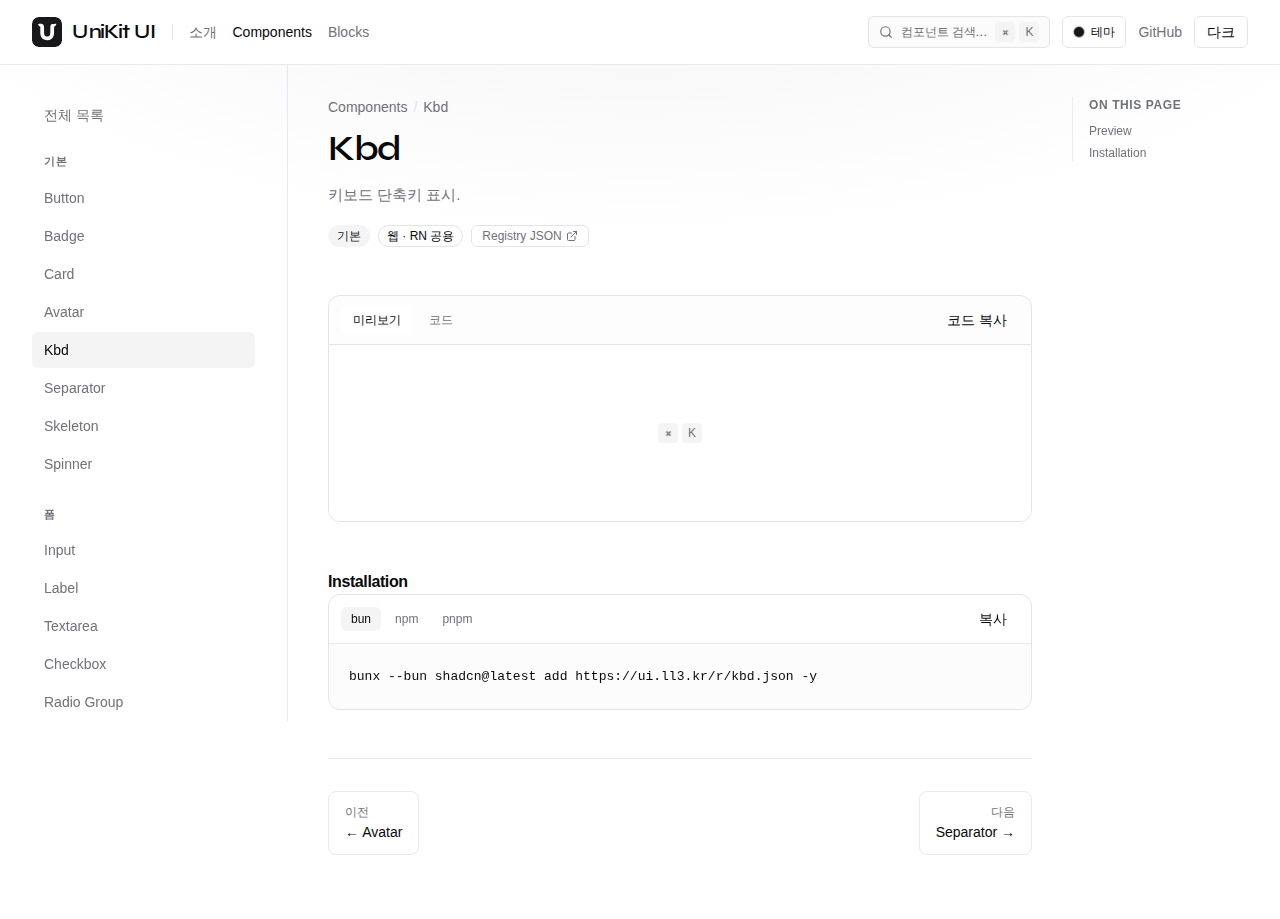 UniKit UI
소개
Components
Blocks
컴포넌트 검색…
⌘
K
테마
GitHub
다크
전체 목록
기본
Button
Badge
Card
Avatar
Kbd
Separator
Skeleton
Spinner
폼
Input
Label
Textarea
Checkbox
Radio Group
Components / Kbd
Kbd
키보드 단축키 표시.
기본
웹 · RN 공용
Registry JSON
미리보기
코드
코드 복사
⌘
K
Installation
bun
npm
pnpm
복사
bunx --bun shadcn@latest add https://ui.ll3.kr/r/kbd.json -y
이전
← Avatar
다음
Separator →
ON THIS PAGE
Preview
Installation